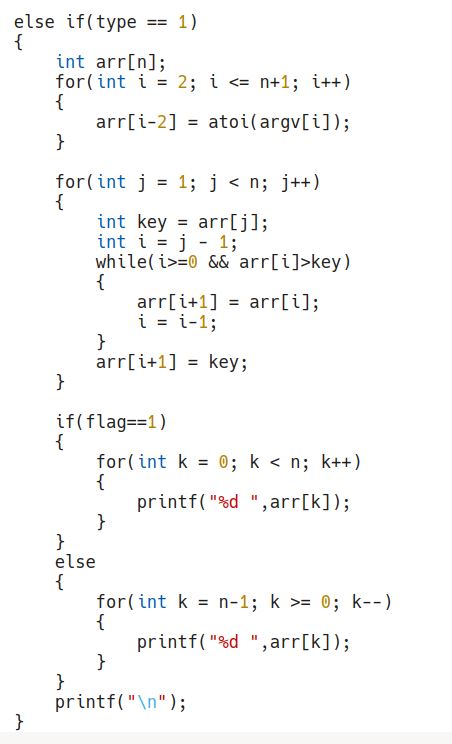 else if(type == 1)
{
    int arr[n];
    for(int i = 2; i <= n+1; i++)
    {
        arr[i-2] = atoi(argv[i]);
    }

    for(int j = 1; j < n; j++)
    {
        int key = arr[j];
        int i = j - 1;
        while(i>=0 && arr[i]>key)
        {
            arr[i+1] = arr[i];
            i = i-1;
        }
        arr[i+1] = key;
    }

    if(flag==1)
    {
        for(int k = 0; k < n; k++)
        {
            printf("%d ",arr[k]);
        }
    }
    else
    {
        for(int k = n-1; k >= 0; k--)
        {
            printf("%d ",arr[k]);
        }
    }
    printf("\n");
}